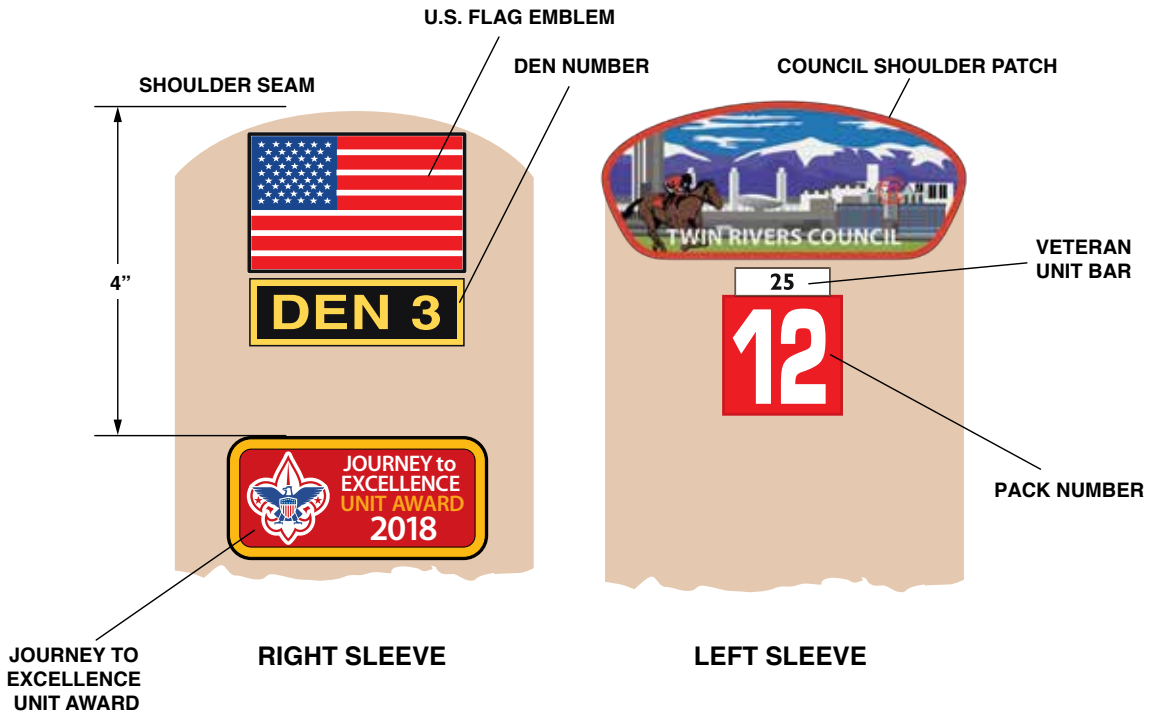 U.S. FLAG EMBLEM
DEN NUMBER
COUNCIL SHOULDER PATCH
SHOULDER SEAM
4”
DEN 3
TWIN RIVERS COUNCIL
VETERAN
UNIT BAR
25
12
JOURNEY to
EXCELLENCE
UNIT AWARD
2018
PACK NUMBER
JOURNEY TO
EXCELLENCE
UNIT AWARD
RIGHT SLEEVE
LEFT SLEEVE